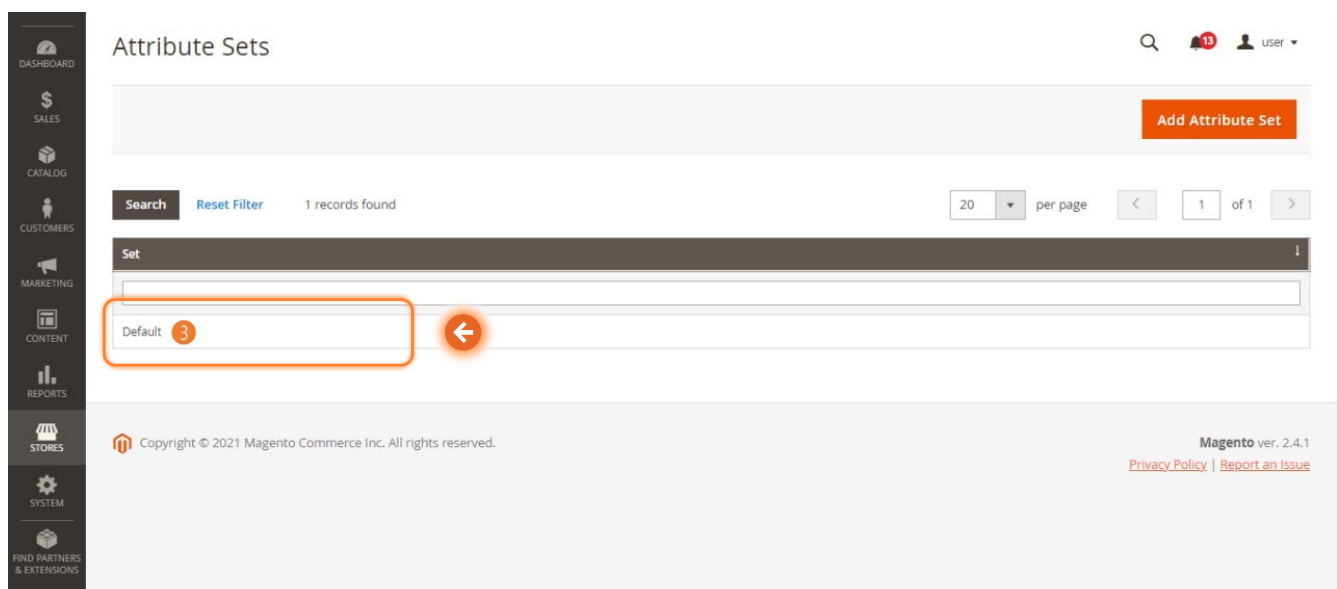 Attribute Sets
13
user
DASHBOARD
$
SALES
Add Attribute Set
CATALOG
Search Reset Filter 1 records found 20 per page 1 of 1
CUSTOMERS
Set
MARKETING
Default 3
CONTENT
REPORTS
STORES
Copyright © 2021 Magento Commerce Inc. All rights reserved.
Magento ver. 2.4.1
Privacy Policy | Report an Issue
SYSTEM
FIND PARTNERS
& EXTENSIONS